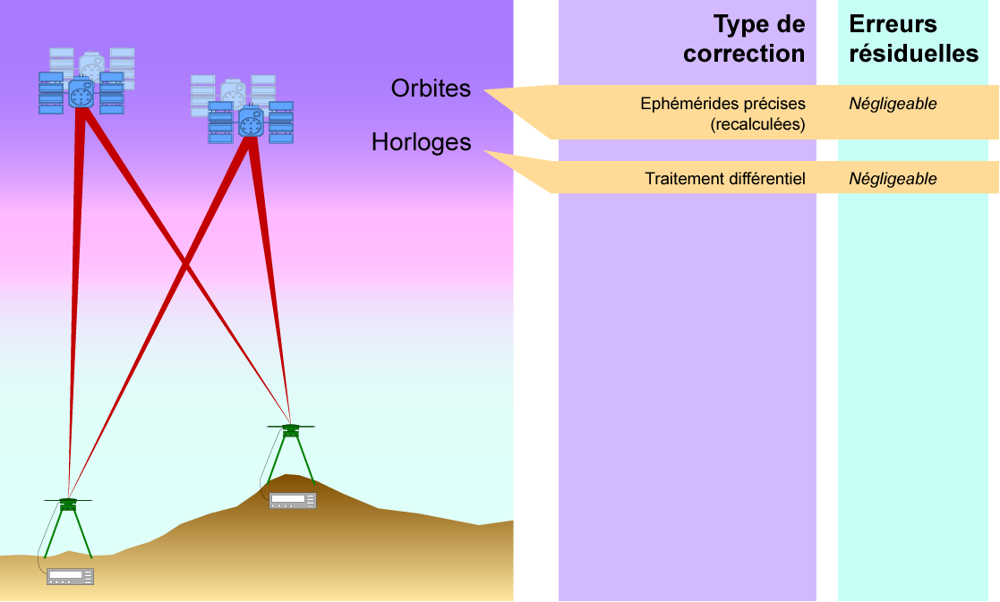 Type de
correction
Erreurs
résiduelles
Orbites
Ephémérides précises
(recalculées)
Négligeable
Horloges
Traitement différentiel
Négligeable